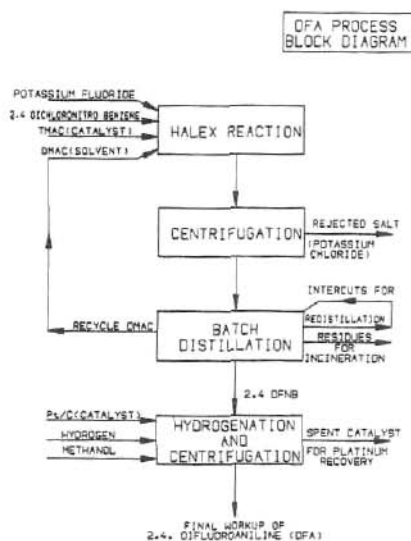 DFA PROCESS
BLOCK DIAGRAM
POTASSIUM FLUORIDE
2.4 DICHLORONITRO BENZENE
TMAC(CATALYST)
DMAC(SOLVENT)
HALEX REACTION
CENTRIFUGATION
REJECTED SALT
(POTASSIUM
CHLORIDE)
INTERCUTS FOR
REDISTILLATION
RECYCLE DMAC
BATCH
DISTILLATION
RESIDUES
FOR
INCINERATION
2.4 DFNB
Pt/C(CATALYST)
HYDROGEN
METHANOL
HYDROGENATION
AND
CENTRIFUGATION
SPENT CATALYST
FOR PLATINUM
RECOVERY
FINAL WORKUP OF
2.4. DIFLUOROANILINE (DFA)